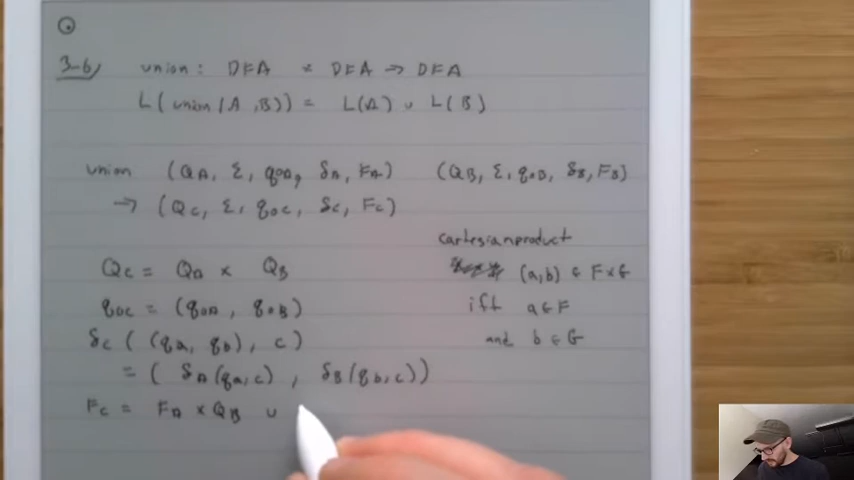 3-6/ union: DFA × DFA → DFA
L(union(A,B)) = L(A) ∪ L(B)
union (QA, Σ, q0A, δA, FA) (QB, Σ, q0B, δB, FB)
→ (QC, Σ, q0C, δC, FC)
cartesian product
QC = QA × QB
(a,b) ∈ F×G
q0C = (q0A, q0B)
iff a∈F
δC((qa, qb), c)
and b∈G
= (δA(qa,c), δB(qb,c))
FC = FA × QB ∪